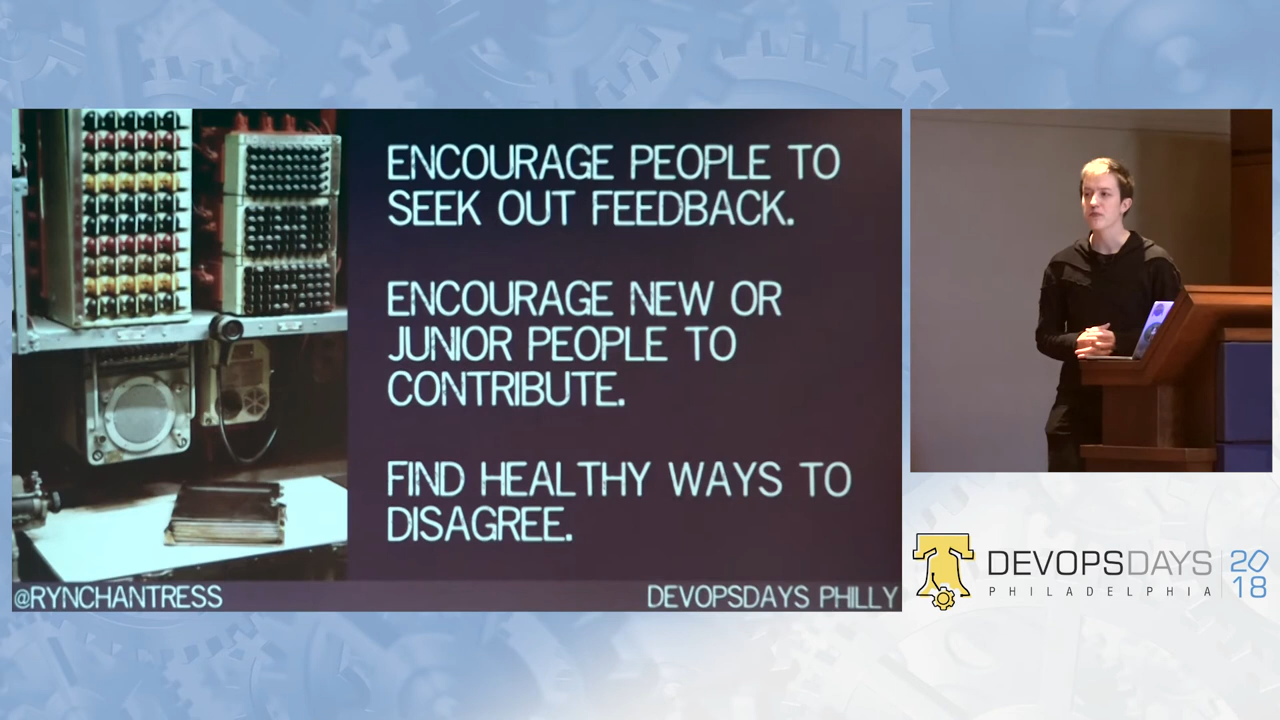 ENCOURAGE PEOPLE TO
SEEK OUT FEEDBACK.
ENCOURAGE NEW OR
JUNIOR PEOPLE TO
CONTRIBUTE.
FIND HEALTHY WAYS TO
DISAGREE.
@RYNCHANTRESS
DEVOPSDAYS PHILLY
DEVOPSDAYS
PHILADELPHIA
20
18